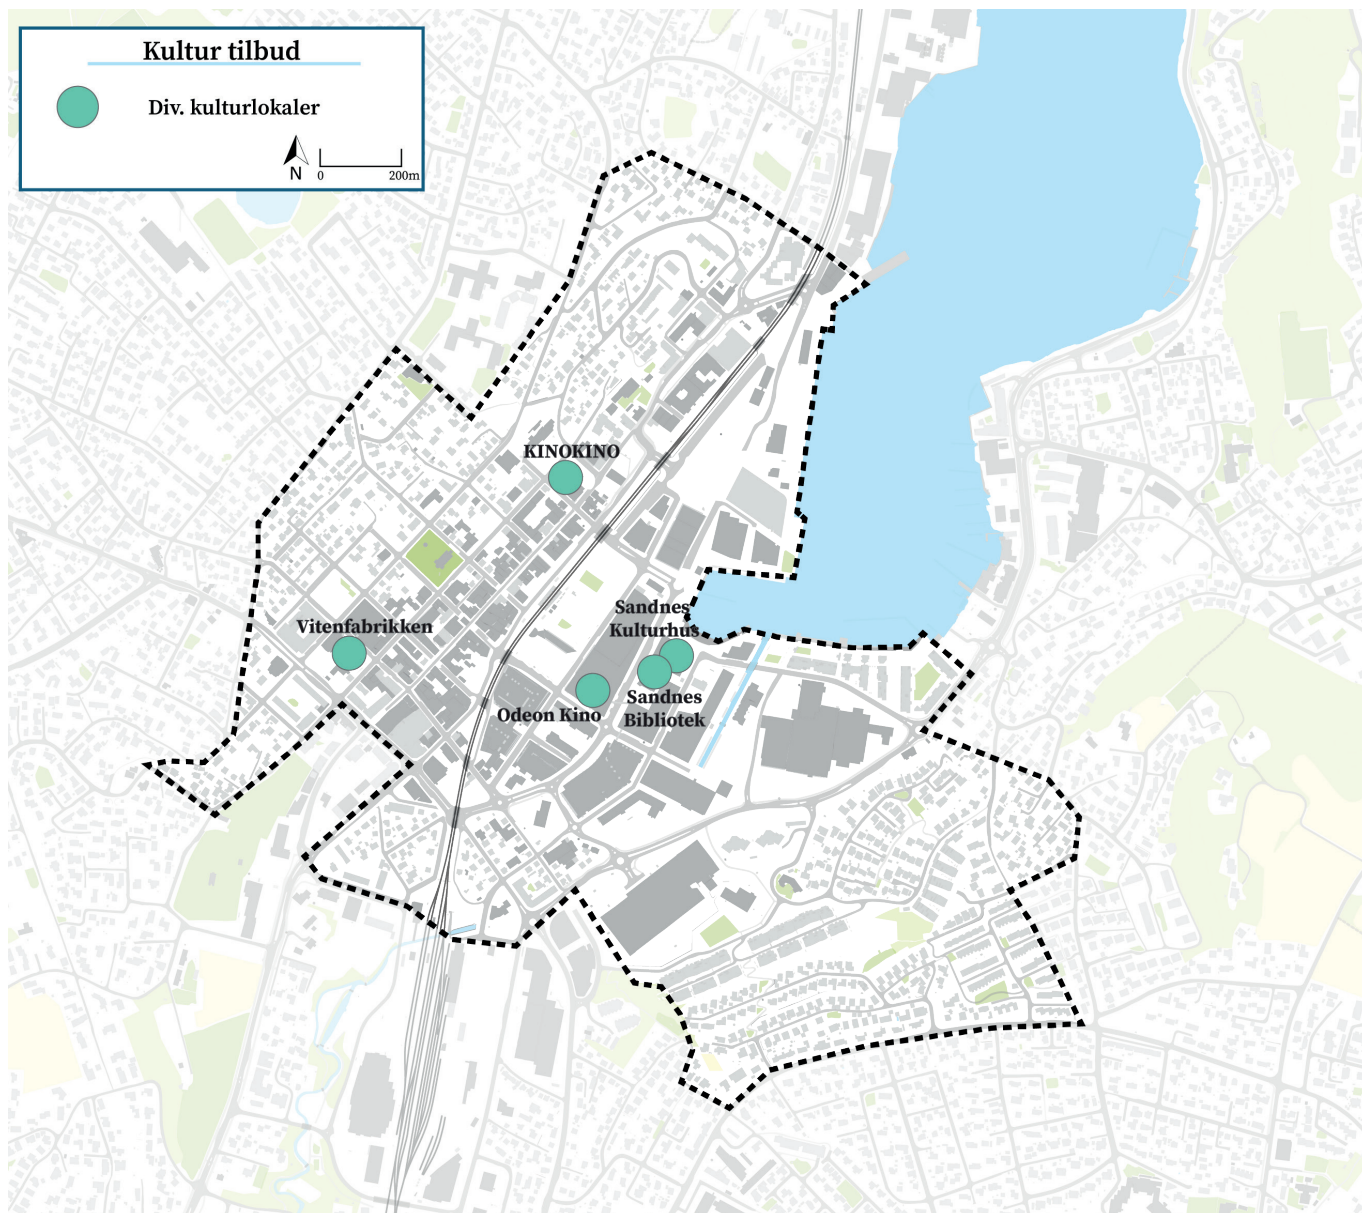 Kultur tilbud
Div. kulturlokaler
N
0 200m
KINOKINO
Sandnes
Kulturhus
Vitenfabrikken
Sandnes
Bibliotek
Odeon Kino